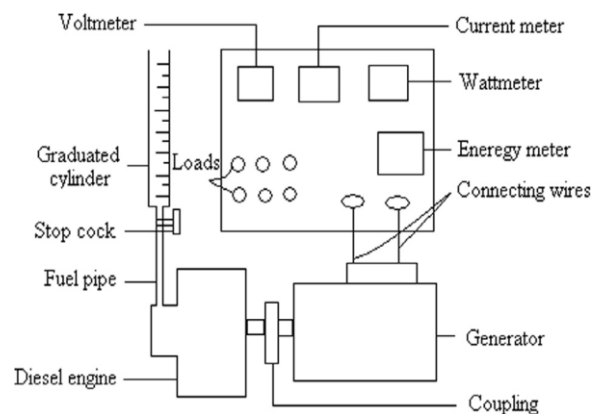 Voltmeter
Current meter
Wattmeter
Graduated
cylinder
Loads
Eneregy meter
Connecting wires
Stop cock
Fuel pipe
Generator
Diesel engine
Coupling